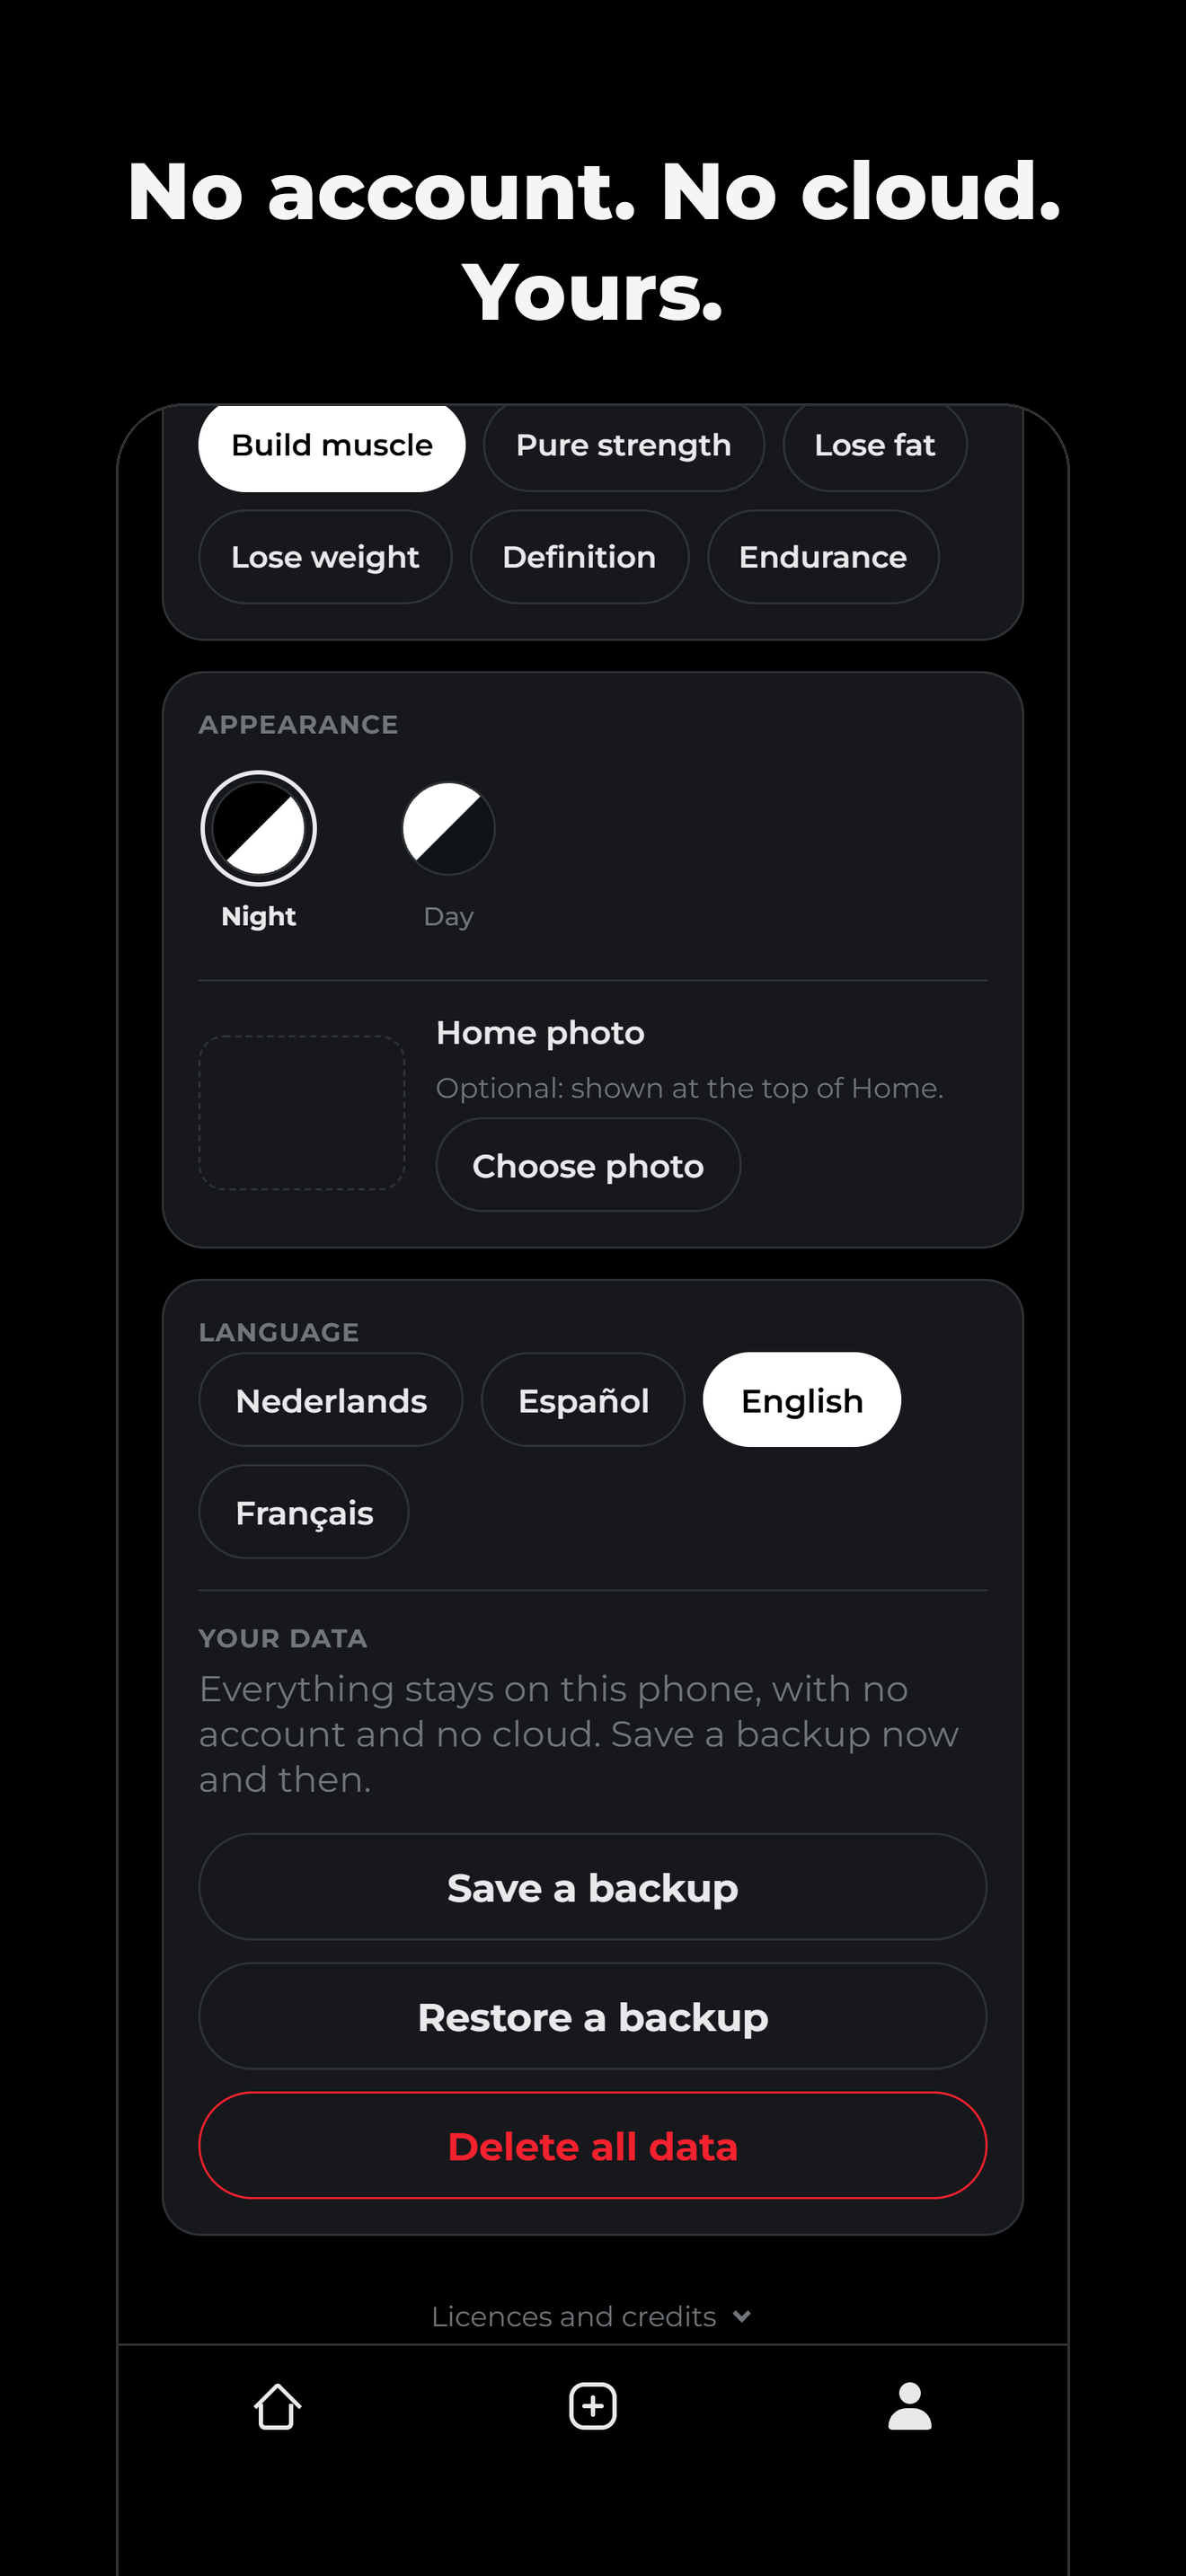 No account. No cloud.
Yours.
Build muscle Pure strength Lose fat
Lose weight Definition Endurance
APPEARANCE
Night Day
Home photo
Optional: shown at the top of Home.
Choose photo
LANGUAGE
Nederlands Español English
Français
YOUR DATA
Everything stays on this phone, with no
account and no cloud. Save a backup now
and then.
Save a backup
Restore a backup
Delete all data
Licences and credits